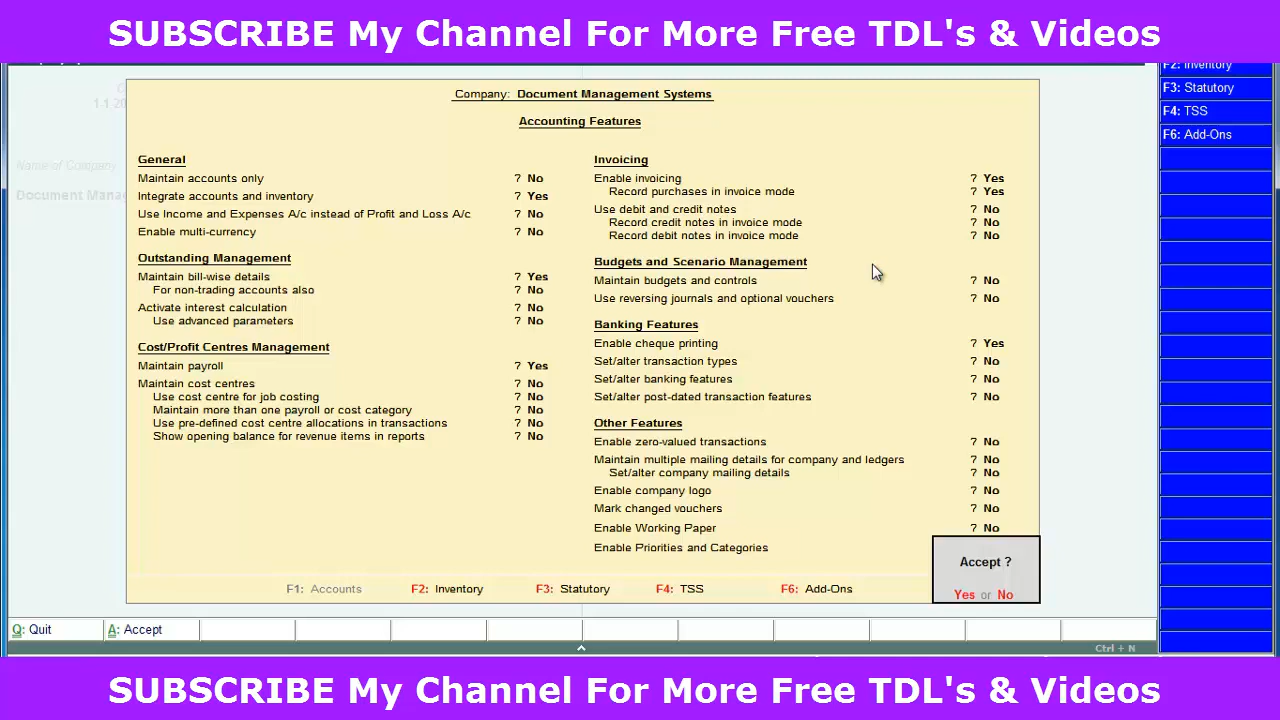 SUBSCRIBE My Channel For More Free TDL's & Videos
F2: Inventory
F3: Statutory
F4: TSS
F6: Add-Ons
1-1-20
Name of Company
Document Mana
Company: Document Management Systems
Accounting Features
General
Maintain accounts only ? No
Integrate accounts and inventory ? Yes
Use Income and Expenses A/c instead of Profit and Loss A/c ? No
Enable multi-currency ? No
Outstanding Management
Maintain bill-wise details ? Yes
For non-trading accounts also ? No
Activate interest calculation ? No
Use advanced parameters ? No
Cost/Profit Centres Management
Maintain payroll ? Yes
Maintain cost centres ? No
Use cost centre for job costing ? No
Maintain more than one payroll or cost category ? No
Use pre-defined cost centre allocations in transactions ? No
Show opening balance for revenue items in reports ? No
Invoicing
Enable invoicing ? Yes
Record purchases in invoice mode ? Yes
Use debit and credit notes ? No
Record credit notes in invoice mode ? No
Record debit notes in invoice mode ? No
Budgets and Scenario Management
Maintain budgets and controls ? No
Use reversing journals and optional vouchers ? No
Banking Features
Enable cheque printing ? Yes
Set/alter transaction types ? No
Set/alter banking features ? No
Set/alter post-dated transaction features ? No
Other Features
Enable zero-valued transactions ? No
Maintain multiple mailing details for company and ledgers ? No
Set/alter company mailing details ? No
Enable company logo ? No
Mark changed vouchers ? No
Enable Working Paper ? No
Enable Priorities and Categories
Accept ?
Yes or No
F1: Accounts F2: Inventory F3: Statutory F4: TSS F6: Add-Ons
Q: Quit A: Accept
Ctrl + N
SUBSCRIBE My Channel For More Free TDL's & Videos